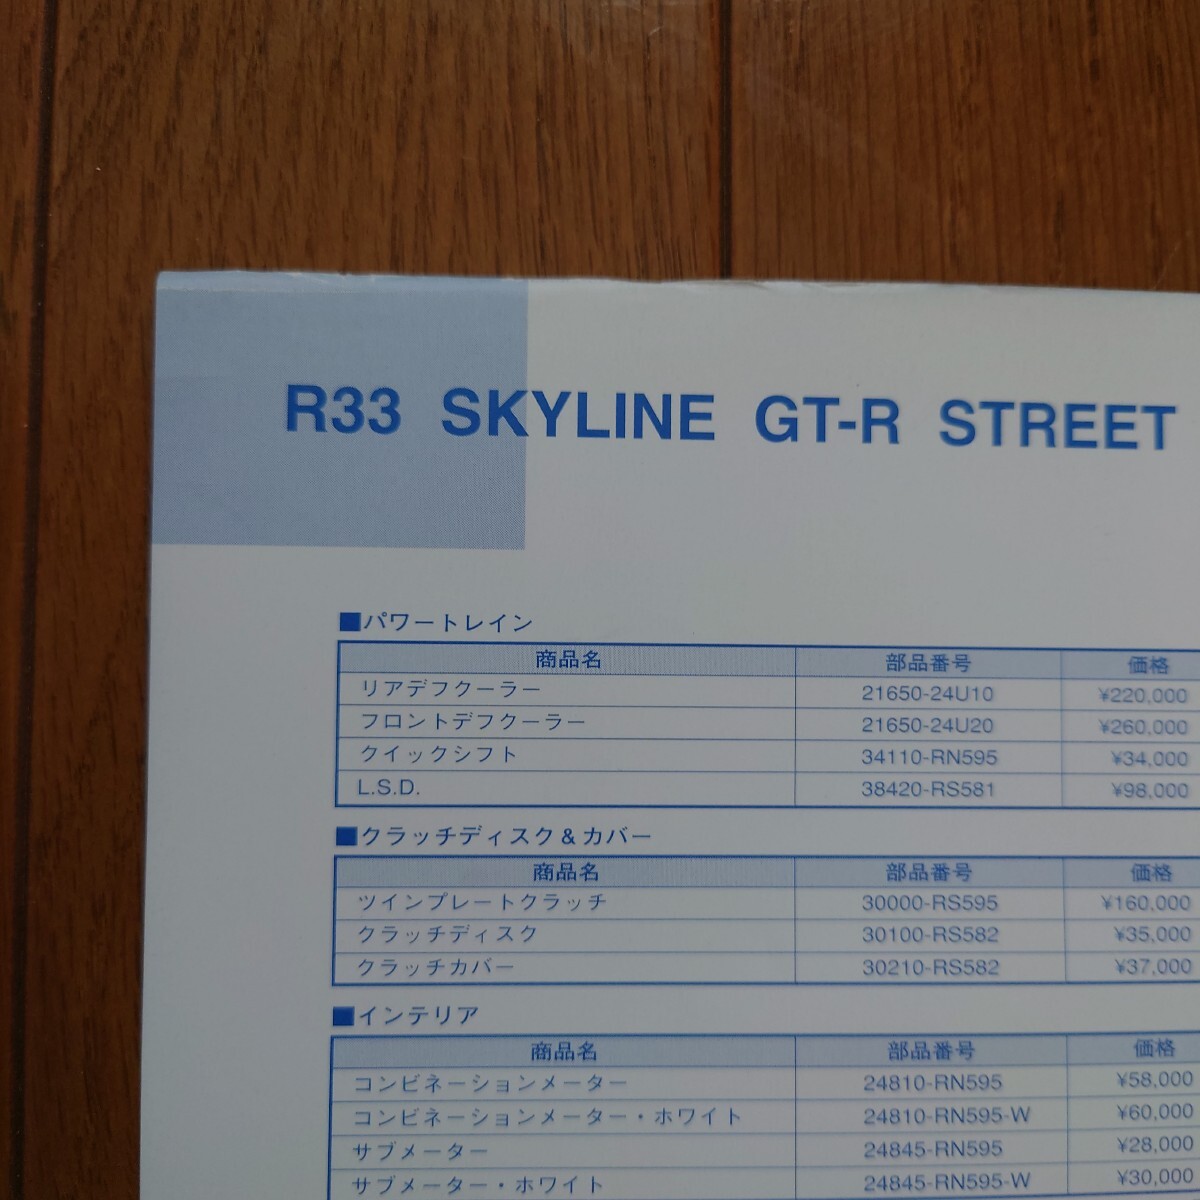 R33 SKYLINE GT-R STREET
■パワートレイン
商品名 部品番号 価格
リアデフクーラー 21650-24U10 ¥220,000
フロントデフクーラー 21650-24U20 ¥260,000
クイックシフト 34110-RN595 ¥34,000
L.S.D. 38420-RS581 ¥98,000
■クラッチディスク&カバー
商品名 部品番号 価格
ツインプレートクラッチ 30000-RS595 ¥160,000
クラッチディスク 30100-RS582 ¥35,000
クラッチカバー 30210-RS582 ¥37,000
■インテリア
商品名 部品番号 価格
コンビネーションメーター 24810-RN595 ¥58,000
コンビネーションメーター・ホワイト 24810-RN595-W ¥60,000
サブメーター 24845-RN595 ¥28,000
サブメーター・ホワイト 24845-RN595-W ¥30,000